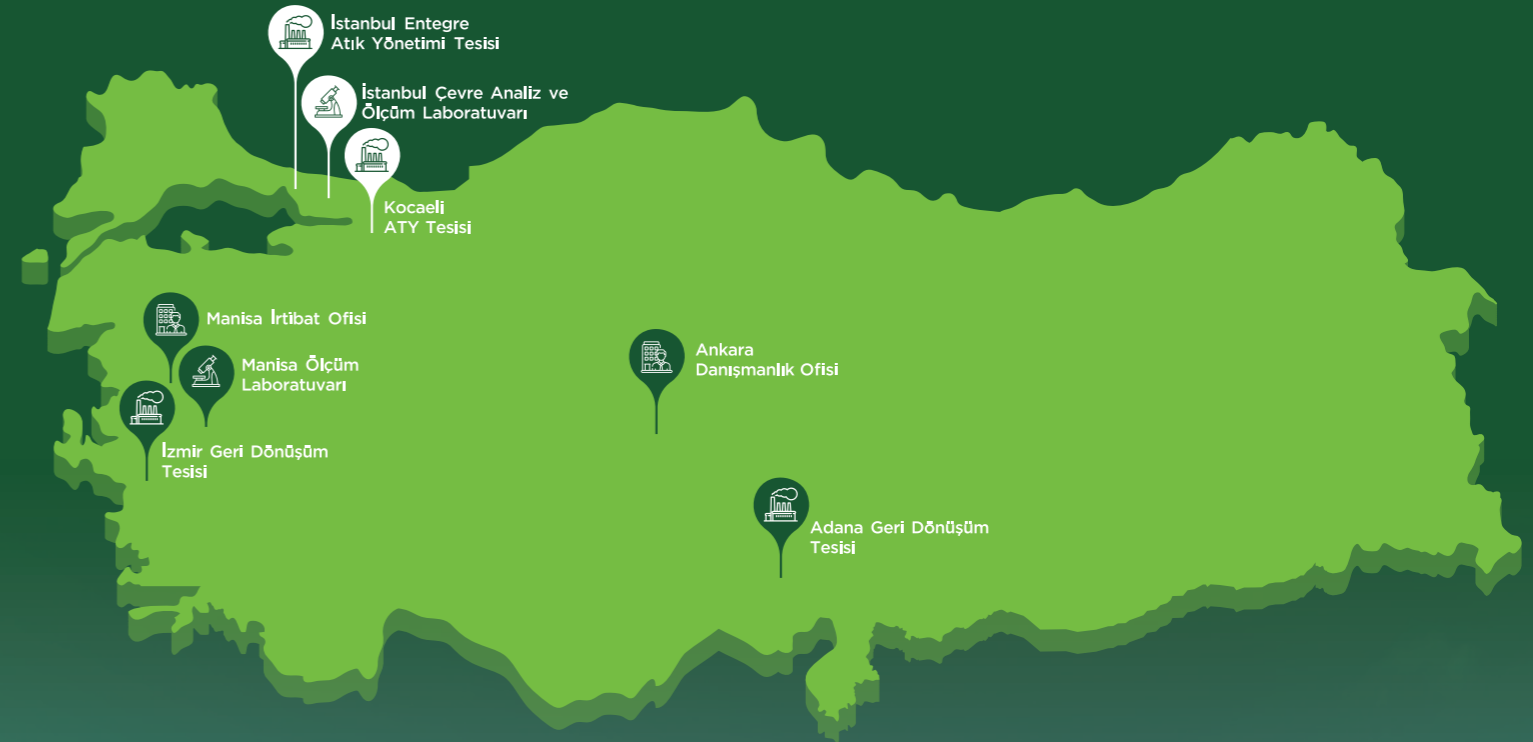 İstanbul Entegre
Atık Yönetimi Tesisi
İstanbul Çevre Analiz ve
Ölçüm Laboratuvarı
Kocaeli
ATY Tesisi
Manisa İrtibat Ofisi
Manisa Ölçüm
Laboratuvarı
İzmir Geri Dönüşüm
Tesisi
Ankara
Danışmanlık Ofisi
Adana Geri Dönüşüm
Tesisi